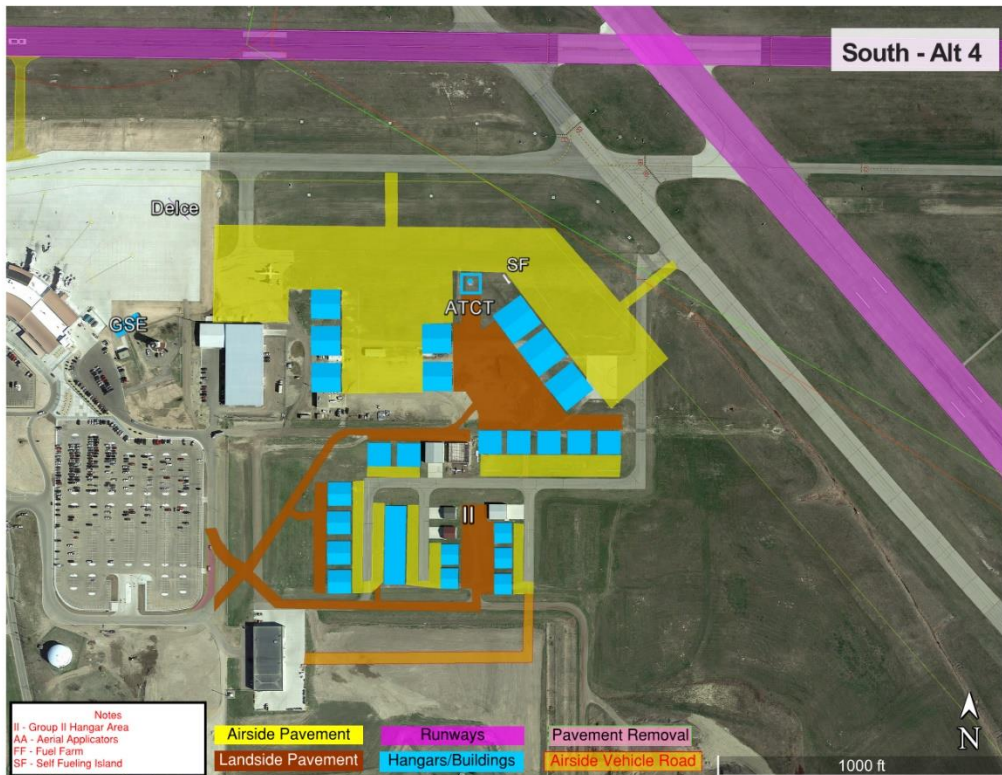 South - Alt 4
DeIce
SF
ATCT
GSE
II
Notes
II - Group II Hangar Area
AA - Aerial Applicators
FF - Fuel Farm
SF - Self Fueling Island
Airside Pavement
Runways
Pavement Removal
Landside Pavement
Hangars/Buildings
Airside Vehicle Road
1000 ft
N